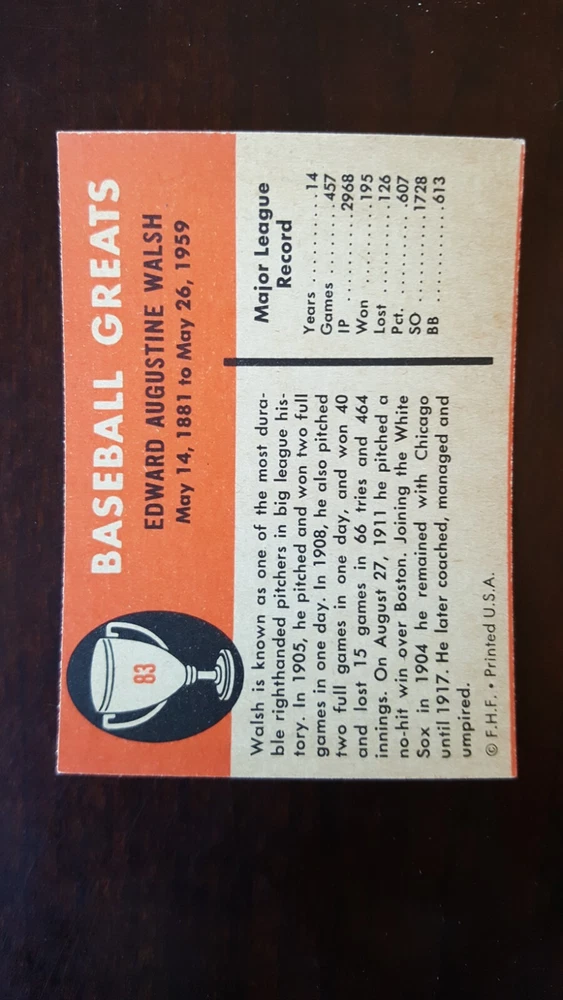 83
BASEBALL GREATS
EDWARD AUGUSTINE WALSH
May 14, 1881 to May 26, 1959
Walsh is known as one of the most dura-
ble righthanded pitchers in big league his-
tory. In 1905, he pitched and won two full
games in one day. In 1908, he also pitched
two full games in one day, and won 40
and lost 15 games in 66 tries and 464
innings. On August 27, 1911 he pitched a
no-hit win over Boston. Joining the White
Sox in 1904 he remained with Chicago
until 1917. He later coached, managed and
umpired.
© F.H.F. • Printed U.S.A.
Major League
Record
Years . . . . . . . . . . 14
Games . . . . . . . . . 457
IP . . . . . . . . . . . 2968
Won . . . . . . . . . . 195
Lost . . . . . . . . . . 126
Pct. . . . . . . . . . . .607
SO . . . . . . . . . . 1728
BB . . . . . . . . . . . 613